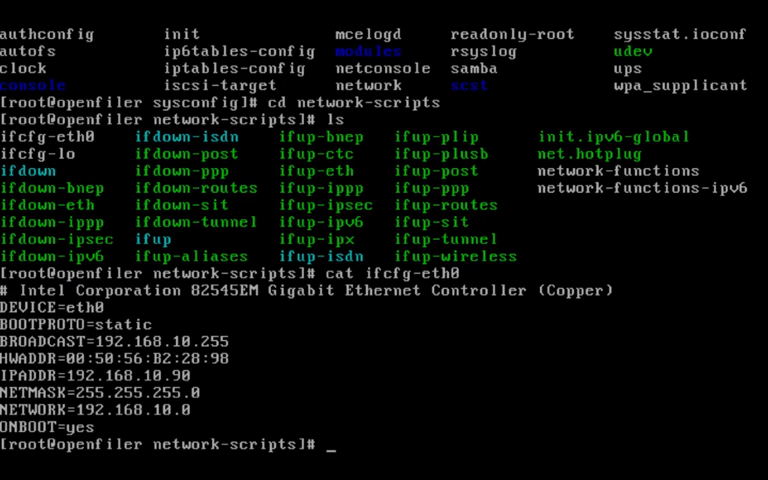 authconfig init mcelogd readonly-root sysstat.ioconf
autofs ip6tables-config modules rsyslog udev
clock iptables-config netconsole samba ups
console iscsi-target network scst wpa_supplicant
[root@openfiler sysconfig]# cd network-scripts
[root@openfiler network-scripts]# ls
ifcfg-eth0 ifdown-isdn ifup-bnep ifup-plip init.ipv6-global
ifcfg-lo ifdown-post ifup-ctc ifup-plusb net.hotplug
ifdown ifdown-ppp ifup-eth ifup-post network-functions
ifdown-bnep ifdown-routes ifup-ippp ifup-ppp network-functions-ipv6
ifdown-eth ifdown-sit ifup-ipsec ifup-routes
ifdown-ippp ifdown-tunnel ifup-ipv6 ifup-sit
ifdown-ipsec ifup ifup-ipx ifup-tunnel
ifdown-ipv6 ifup-aliases ifup-isdn ifup-wireless
[root@openfiler network-scripts]# cat ifcfg-eth0
# Intel Corporation 82545EM Gigabit Ethernet Controller (Copper)
DEVICE=eth0
BOOTPROTO=static
BROADCAST=192.168.10.255
HWADDR=00:50:56:B2:28:98
IPADDR=192.168.10.90
NETMASK=255.255.255.0
NETWORK=192.168.10.0
ONBOOT=yes
[root@openfiler network-scripts]# _